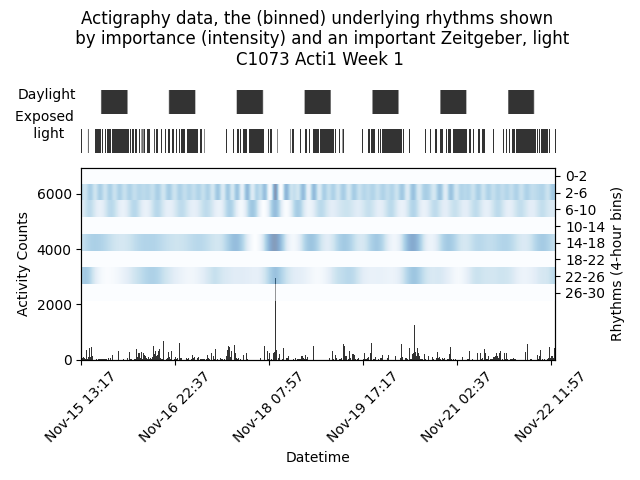 Actigraphy data, the (binned) underlying rhythms shown
by importance (intensity) and an important Zeitgeber, light
C1073 Acti1 Week 1
Daylight
Exposed
light
6000
4000
2000
0
Activity Counts
0-2
2-6
6-10
10-14
14-18
18-22
22-26
26-30
Rhythms (4-hour bins)
Nov-15 13:17
Nov-16 22:37
Nov-18 07:57
Nov-19 17:17
Nov-21 02:37
Nov-22 11:57
Datetime